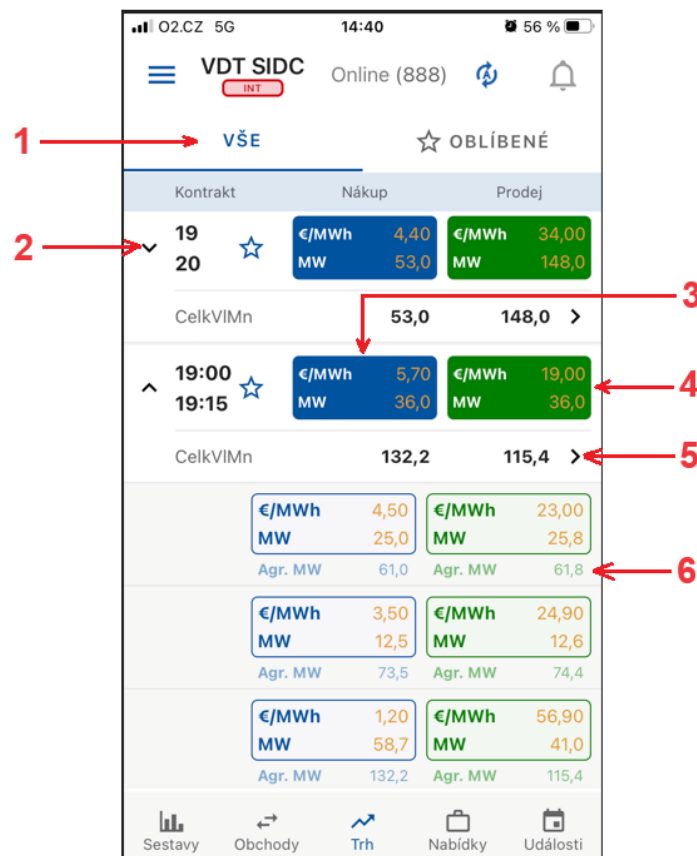 O2.CZ 5G 14:40 56 %
VDT SIDC Online (888)
INT
1 VŠE OBLÍBENÉ
Kontrakt Nákup Prodej
19 €/MWh 4,40 €/MWh 34,00
2
20 MW 53,0 MW 148,0
3
CelkVlMn 53,0 148,0
19:00 €/MWh 5,70 €/MWh 19,00
4
19:15 MW 36,0 MW 36,0
CelkVlMn 132,2 115,4 5
€/MWh 4,50 €/MWh 23,00
MW 25,0 MW 25,8
Agr. MW 61,0 Agr. MW 61,8 6
€/MWh 3,50 €/MWh 24,90
MW 12,5 MW 12,6
Agr. MW 73,5 Agr. MW 74,4
€/MWh 1,20 €/MWh 56,90
MW 58,7 MW 41,0
Agr. MW 132,2 Agr. MW 115,4
Sestavy Obchody Trh Nabídky Události